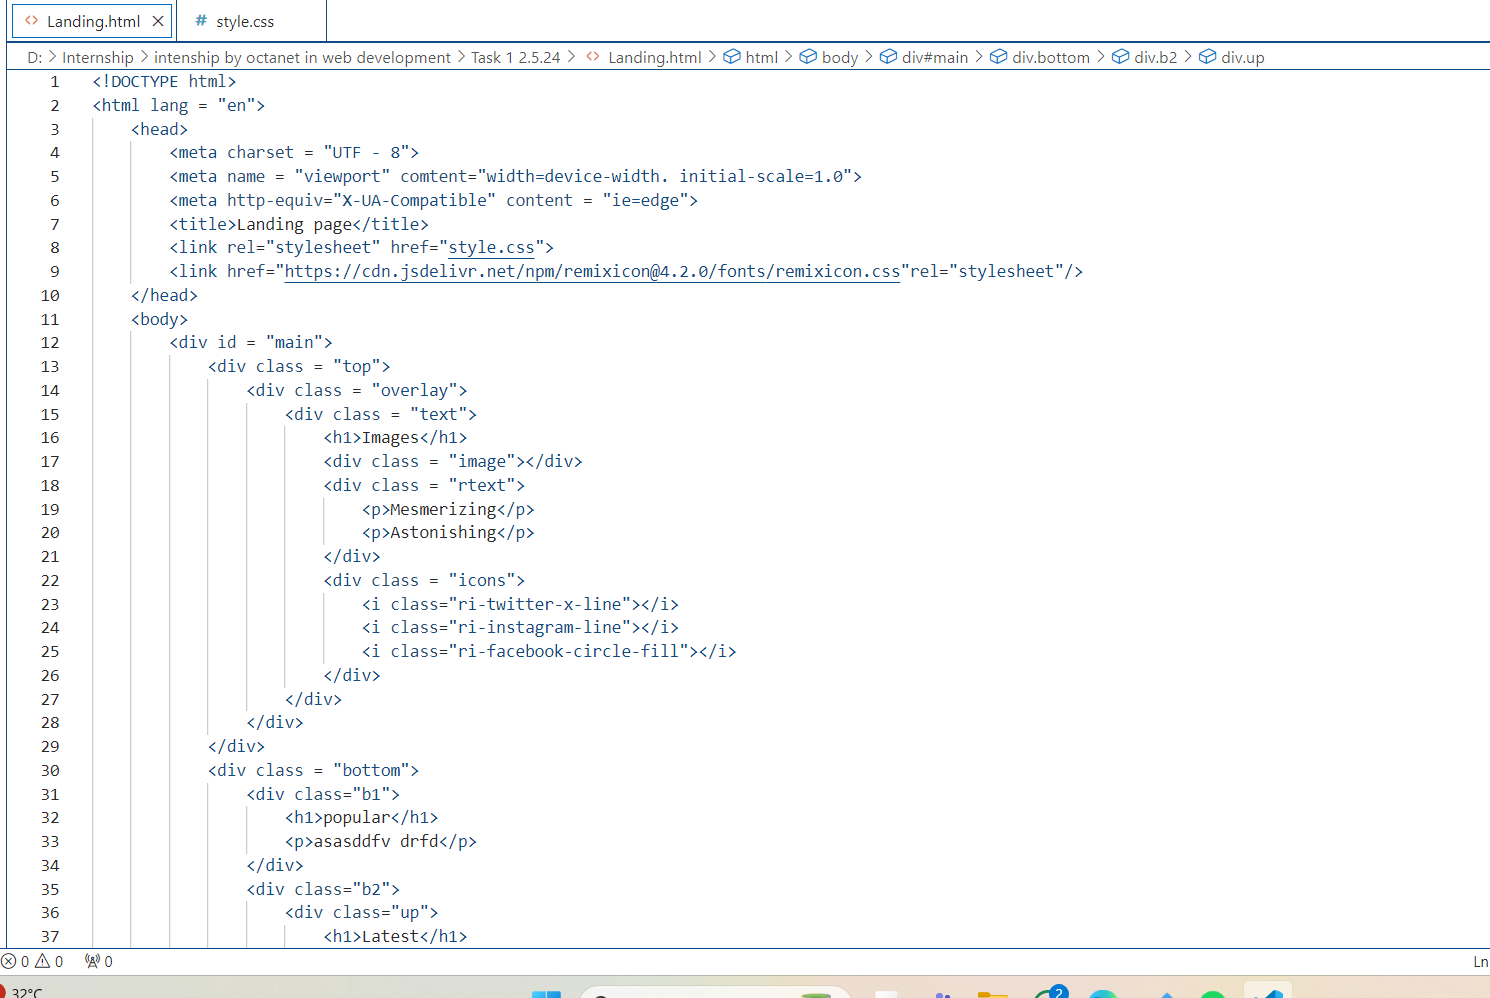 Landing.html
style.css
D: > Internship > intenship by octanet in web development > Task 1 2.5.24 > Landing.html > html > body > div#main > div.bottom > div.b2 > div.up
1 <!DOCTYPE html>
2 <html lang = "en">
3 <head>
4 <meta charset = "UTF - 8">
5 <meta name = "viewport" comtent="width=device-width. initial-scale=1.0">
6 <meta http-equiv="X-UA-Compatible" content = "ie=edge">
7 <title>Landing page</title>
8 <link rel="stylesheet" href="style.css">
9 <link href="https://cdn.jsdelivr.net/npm/remixicon@4.2.0/fonts/remixicon.css"rel="stylesheet"/>
10 </head>
11 <body>
12 <div id = "main">
13 <div class = "top">
14 <div class = "overlay">
15 <div class = "text">
16 <h1>Images</h1>
17 <div class = "image"></div>
18 <div class = "rtext">
19 <p>Mesmerizing</p>
20 <p>Astonishing</p>
21 </div>
22 <div class = "icons">
23 <i class="ri-twitter-x-line"></i>
24 <i class="ri-instagram-line"></i>
25 <i class="ri-facebook-circle-fill"></i>
26 </div>
27 </div>
28 </div>
29 </div>
30 <div class = "bottom">
31 <div class="b1">
32 <h1>popular</h1>
33 <p>asasddfv drfd</p>
34 </div>
35 <div class="b2">
36 <div class="up">
37 <h1>Latest</h1>
0 0 0
Ln
32°C
2